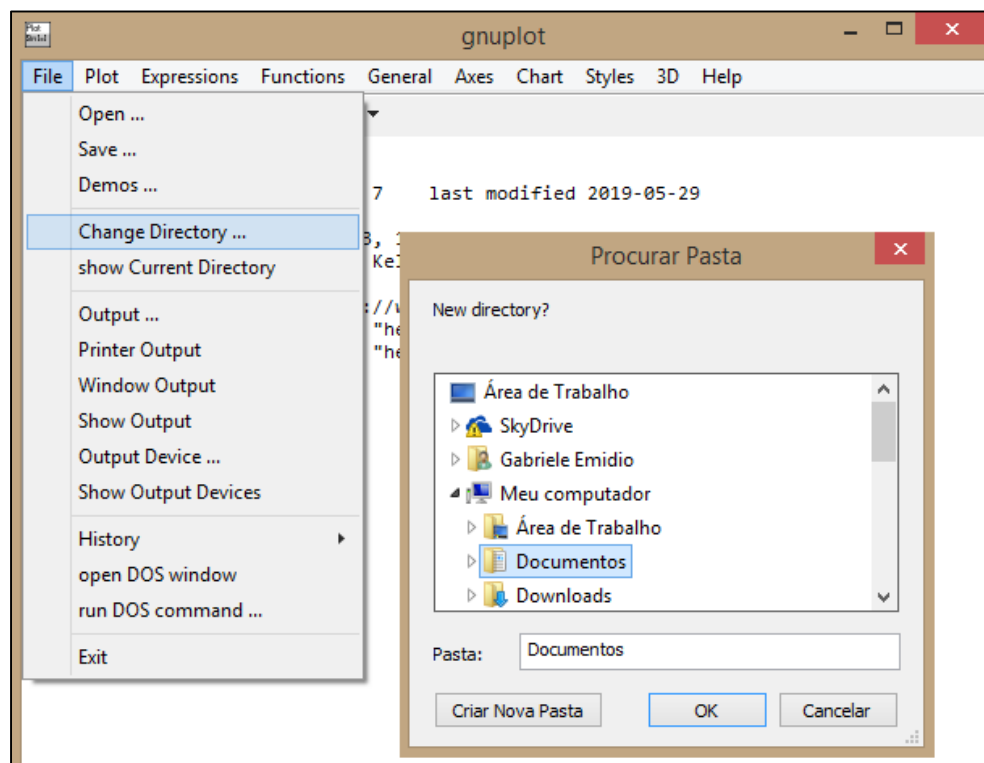 gnuplot
File Plot Expressions Functions General Axes Chart Styles 3D Help
Open ...
Save ...
Demos ...
Change Directory ...
show Current Directory
Output ...
Printer Output
Window Output
Show Output
Output Device ...
Show Output Devices
History
open DOS window
run DOS command ...
Exit
7 last modified 2019-05-29
Procurar Pasta
New directory?
Área de Trabalho
SkyDrive
Gabriele Emidio
Meu computador
Área de Trabalho
Documentos
Downloads
Pasta: Documentos
Criar Nova Pasta OK Cancelar